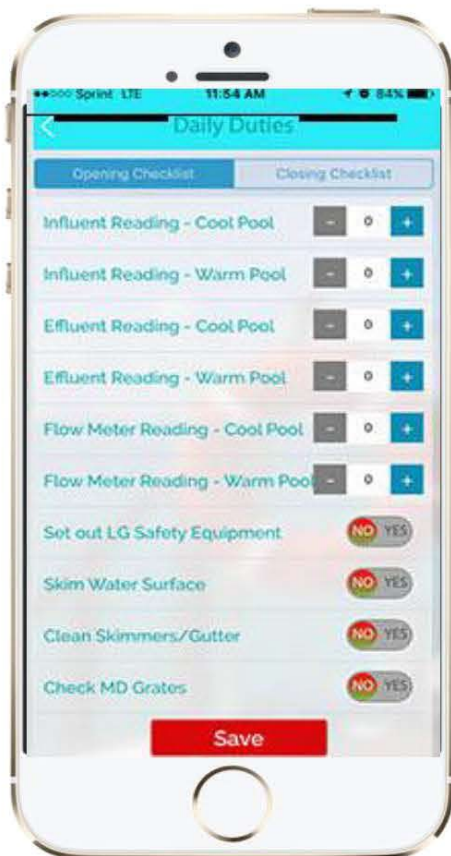 Sprint LTE 11:54 AM 84%
Daily Duties
Opening Checklist Closing Checklist
Influent Reading - Cool Pool - 0 +
Influent Reading - Warm Pool - 0 +
Effluent Reading - Cool Pool - 0 +
Effluent Reading - Warm Pool - 0 +
Flow Meter Reading - Cool Pool - 0 +
Flow Meter Reading - Warm Pool - 0 +
Set out LG Safety Equipment NO YES
Skim Water Surface NO YES
Clean Skimmers/Gutter NO YES
Check MD Grates NO YES
Save